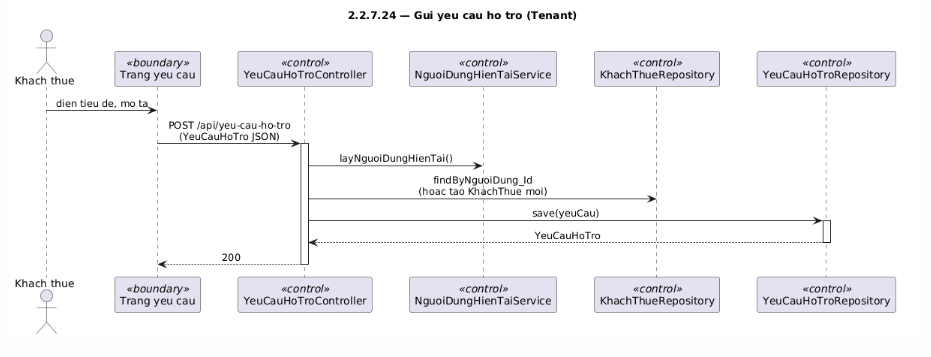 2.2.7.24 — Gui yeu cau ho tro (Tenant)
Khach thue
«boundary»
Trang yeu cau
«control»
YeuCauHoTroController
«control»
NguoiDungHienTaiService
«control»
KhachThueRepository
«control»
YeuCauHoTroRepository
dien tieu de, mo ta
POST /api/yeu-cau-ho-tro
(YeuCauHoTro JSON)
layNguoiDungHienTai()
findByNguoiDung_Id
(hoac tao KhachThue moi)
save(yeuCau)
YeuCauHoTro
200
Khach thue
«boundary»
Trang yeu cau
«control»
YeuCauHoTroController
«control»
NguoiDungHienTaiService
«control»
KhachThueRepository
«control»
YeuCauHoTroRepository